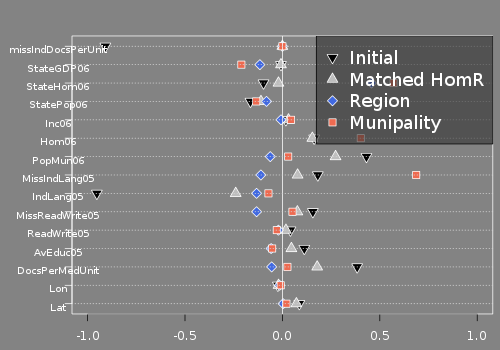 missIndDocsPerUnit
StateGDP06
StateHom06
StatePop06
Inc06
Hom06
PopMun06
MissIndLang05
IndLang05
MissReadWrite05
ReadWrite05
AvEduc05
DocsPerMedUnit
Lon
Lat
Initial
Matched HomR
Region
Munipality
-1.0 -0.5 0.0 0.5 1.0